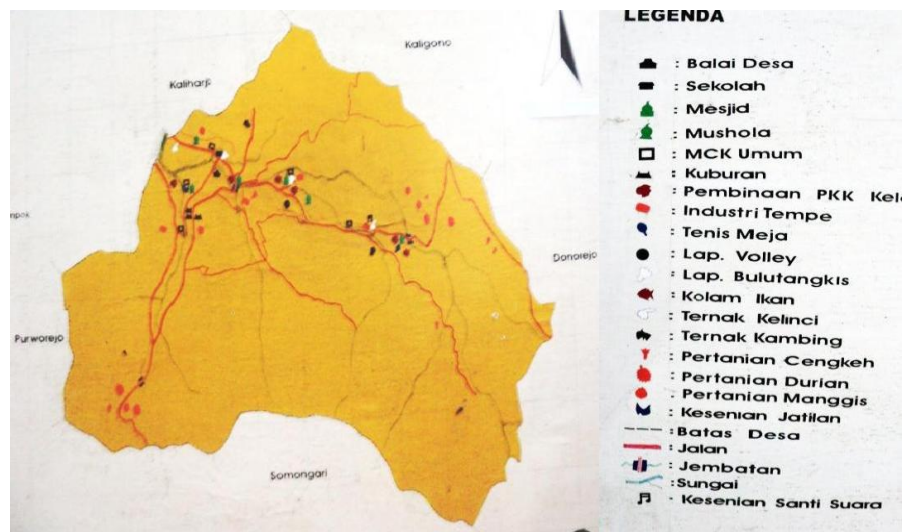 Kaligono
Kaliharjo
Donorejo
Purworejo
Somongari
LEGENDA
: Balai Desa
: Sekolah
: Mesjid
: Mushola
: MCK Umum
: Kuburan
: Pembinaan PKK
: Industri Tempe
: Tenis Meja
: Lap. Volley
: Lap. Bulutangkis
: Kolam Ikan
: Ternak Kelinci
: Ternak Kambing
: Pertanian Cengkeh
: Pertanian Durian
: Pertanian Manggis
: Kesenian Jatilan
: Batas Desa
: Jalan
: Jembatan
: Sungai
: Kesenian Santi Suara